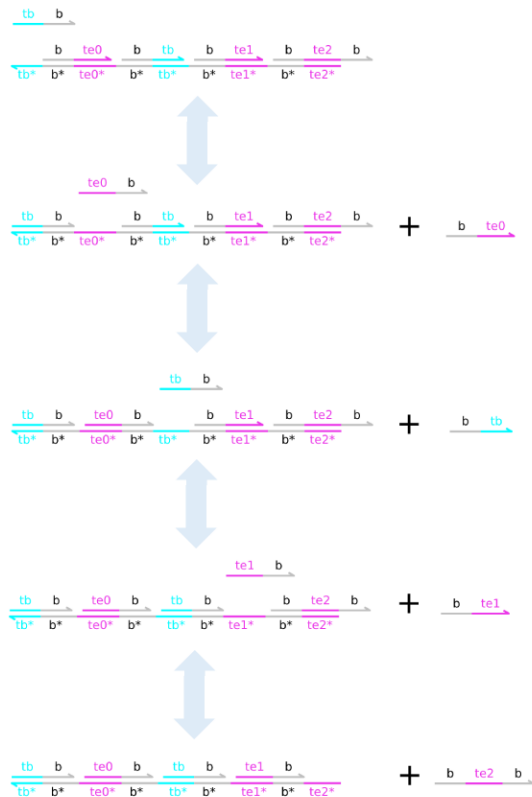 tb b
b te0 b tb b te1 b te2 b
tb* b* te0* b* tb* b* te1* b* te2*
te0 b
tb b b tb b te1 b te2 b
tb* b* te0* b* tb* b* te1* b* te2*
+ b te0
tb b
tb b te0 b b te1 b te2 b
tb* b* te0* b* tb* b* te1* b* te2*
+ b tb
te1 b
tb b te0 b tb b b te2 b
tb* b* te0* b* tb* b* te1* b* te2*
+ b te1
tb b te0 b tb b te1 b
tb* b* te0* b* tb* b* te1* b* te2*
+ b te2 b